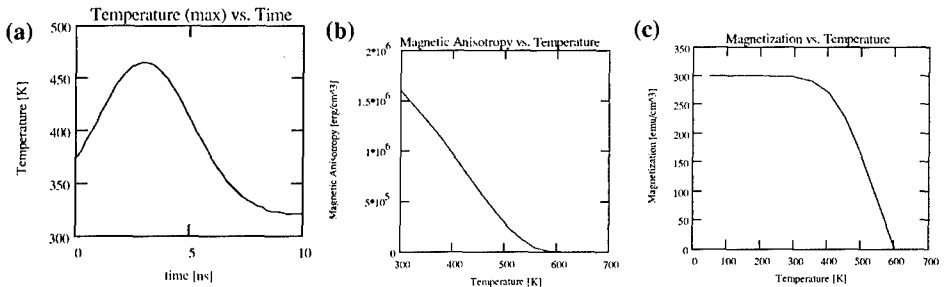 (a)
Temperature (max) vs. Time
500
450
400
350
300
Temperature [K]
0
5
10
time [ns]
(b)
Magnetic Anisotropy vs. Temperature
2*10^6
1.5*10^6
1*10^6
5*10^5
0
Magnetic Anisotropy [erg/cm^3]
300
400
500
600
700
Temperature [K]
(c)
Magnetization vs. Temperature
350
300
250
200
150
100
50
0
Magnetization [emu/cm^3]
0
100
200
300
400
500
600
700
Temperature [K]